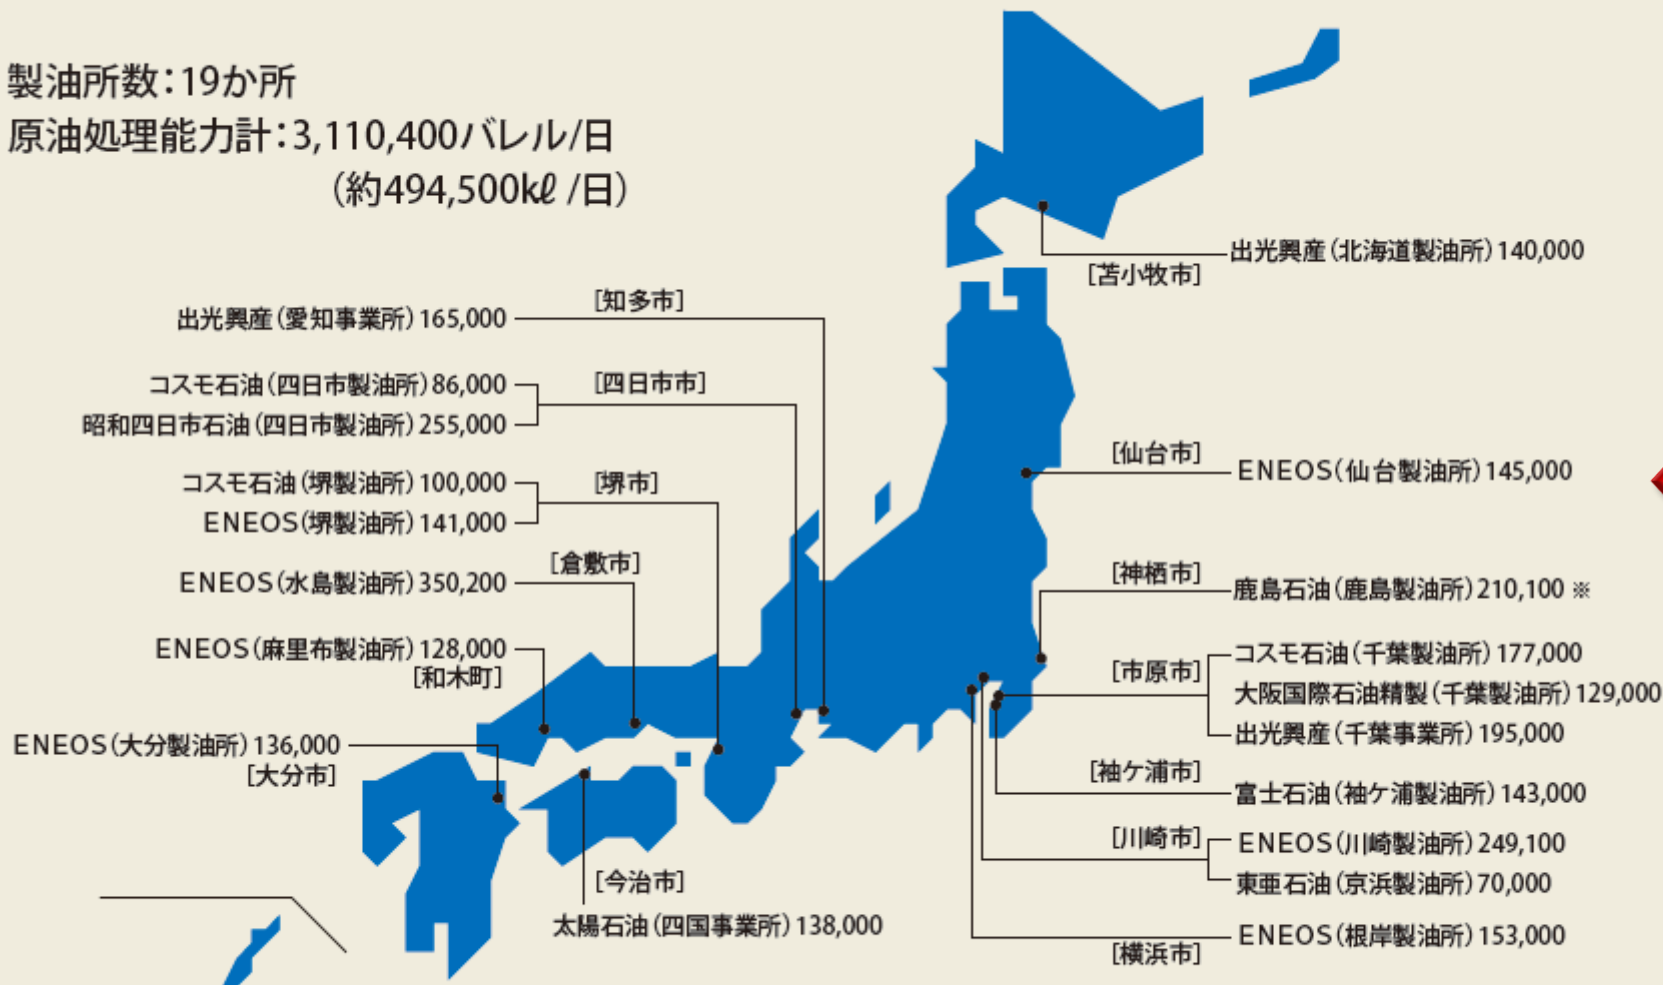 製油所数：19か所
原油処理能力計：3,110,400バレル/日
（約494,500kℓ /日）
出光興産（北海道製油所）140,000
［苫小牧市］
［知多市］
出光興産（愛知事業所）165,000
［四日市市］
コスモ石油（四日市製油所）86,000
昭和四日市石油（四日市製油所）255,000
［堺市］
コスモ石油（堺製油所）100,000
ENEOS（堺製油所）141,000
［倉敷市］
ENEOS（水島製油所）350,200
ENEOS（麻里布製油所）128,000
［和木町］
ENEOS（大分製油所）136,000
［大分市］
［今治市］
太陽石油（四国事業所）138,000
［仙台市］
ENEOS（仙台製油所）145,000
［神栖市］
鹿島石油（鹿島製油所）210,100 ※
［市原市］
コスモ石油（千葉製油所）177,000
大阪国際石油精製（千葉製油所）129,000
出光興産（千葉事業所）195,000
［袖ケ浦市］
富士石油（袖ケ浦製油所）143,000
［川崎市］
ENEOS（川崎製油所）249,100
東亜石油（京浜製油所）70,000
ENEOS（根岸製油所）153,000
［横浜市］